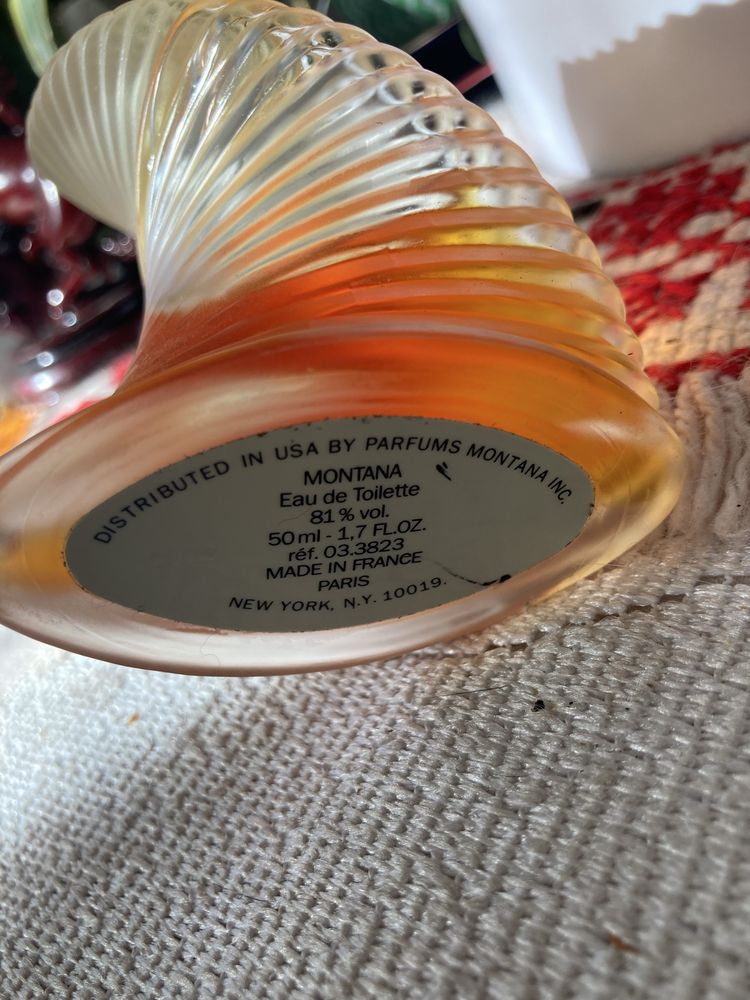 DISTRIBUTED IN USA BY PARFUMS MONTANA INC.
MONTANA
Eau de Toilette
81% vol.
50 ml - 1,7 FL.OZ.
réf. 03.3823
MADE IN FRANCE
PARIS
NEW YORK, N.Y. 10019.